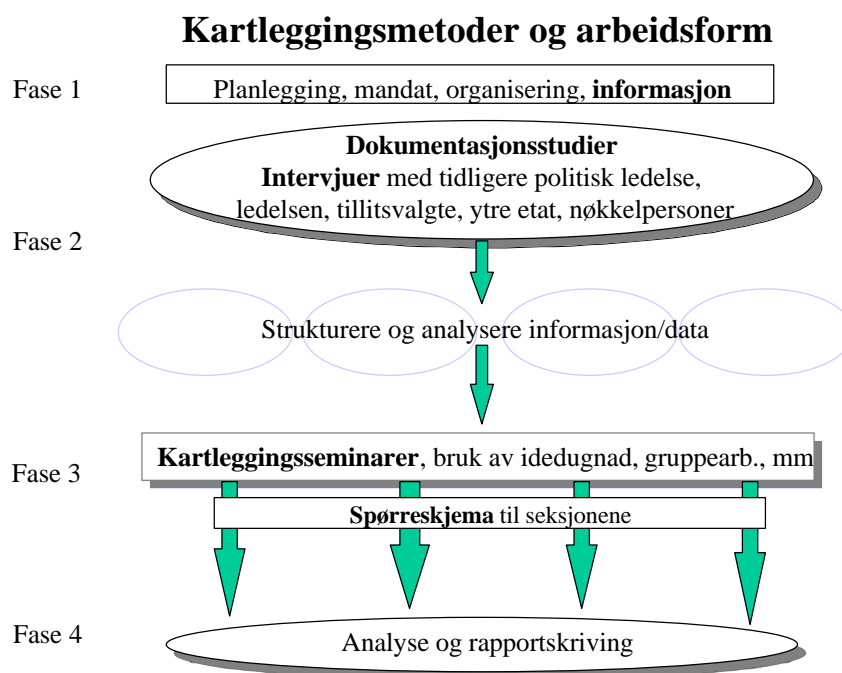 Kartleggingsmetoder og arbeidsform
Fase 1
Planlegging, mandat, organisering, informasjon
Dokumentasjonsstudier
Intervjuer med tidligere politisk ledelse,
ledelsen, tillitsvalgte, ytre etat, nøkkelpersoner
Fase 2
Strukturere og analysere informasjon/data
Kartleggingsseminarer, bruk av idedugnad, gruppearb., mm
Fase 3
Spørreskjema til seksjonene
Fase 4
Analyse og rapportskriving